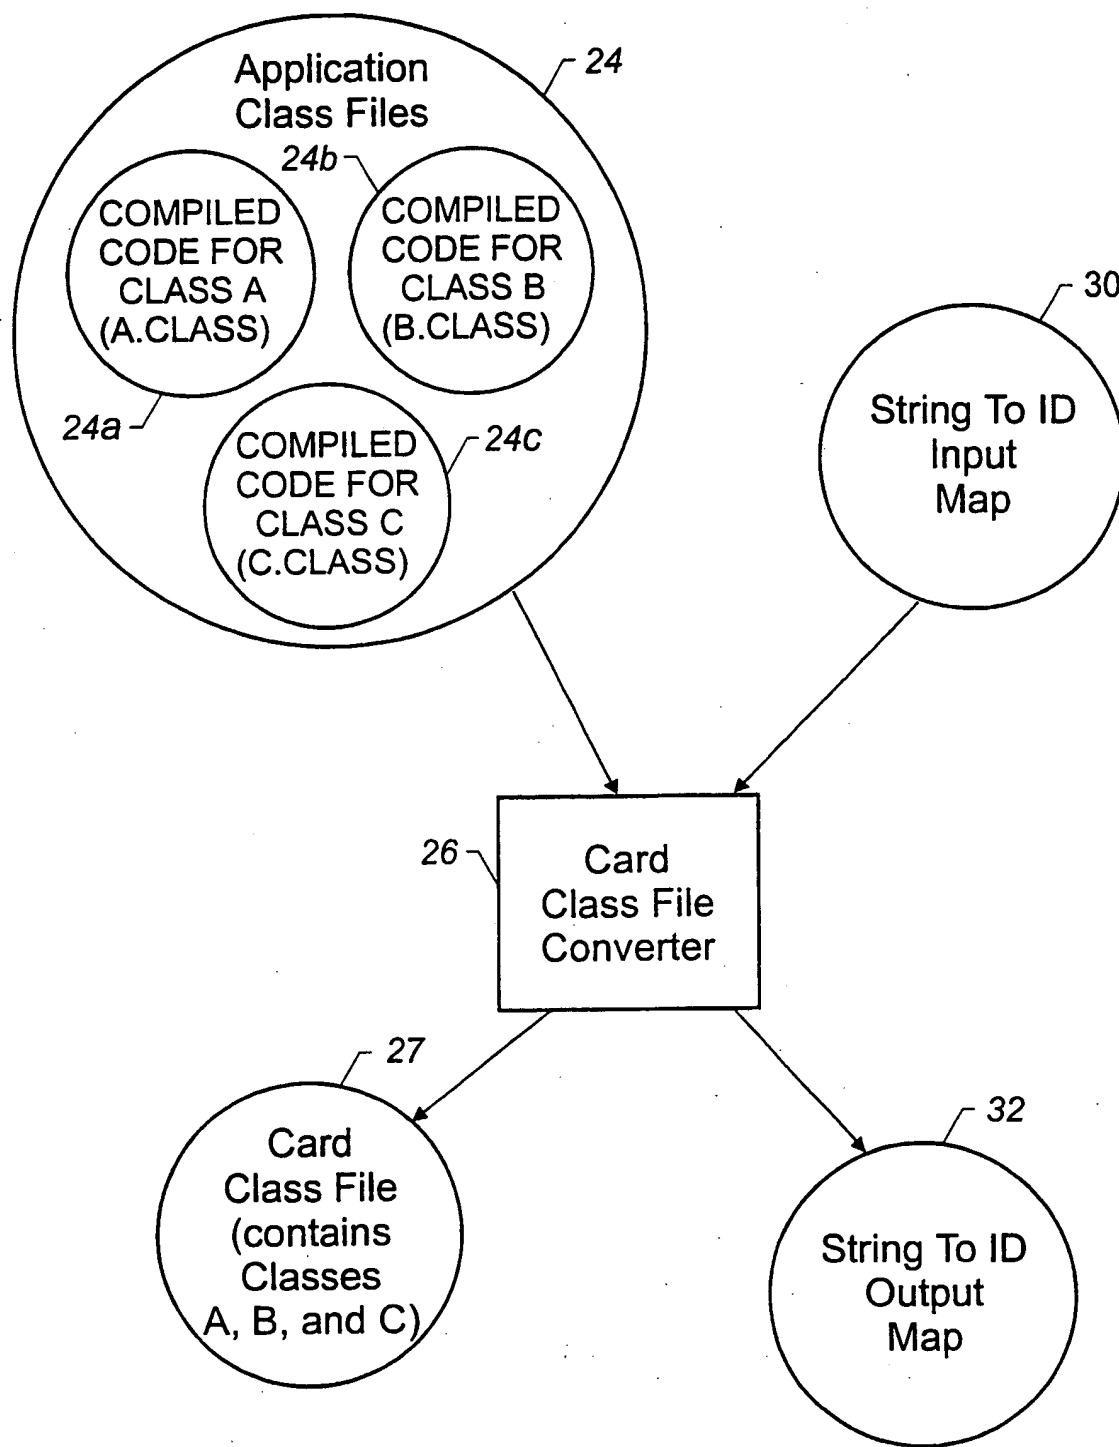 Application
Class Files
24
24b
COMPILED
CODE FOR
CLASS A
(A.CLASS)
COMPILED
CODE FOR
CLASS B
(B.CLASS)
24a
COMPILED
CODE FOR
CLASS C
(C.CLASS)
24c
30
String To ID
Input
Map
26
Card
Class File
Converter
27
Card
Class File
(contains
Classes
A, B, and C)
32
String To ID
Output
Map